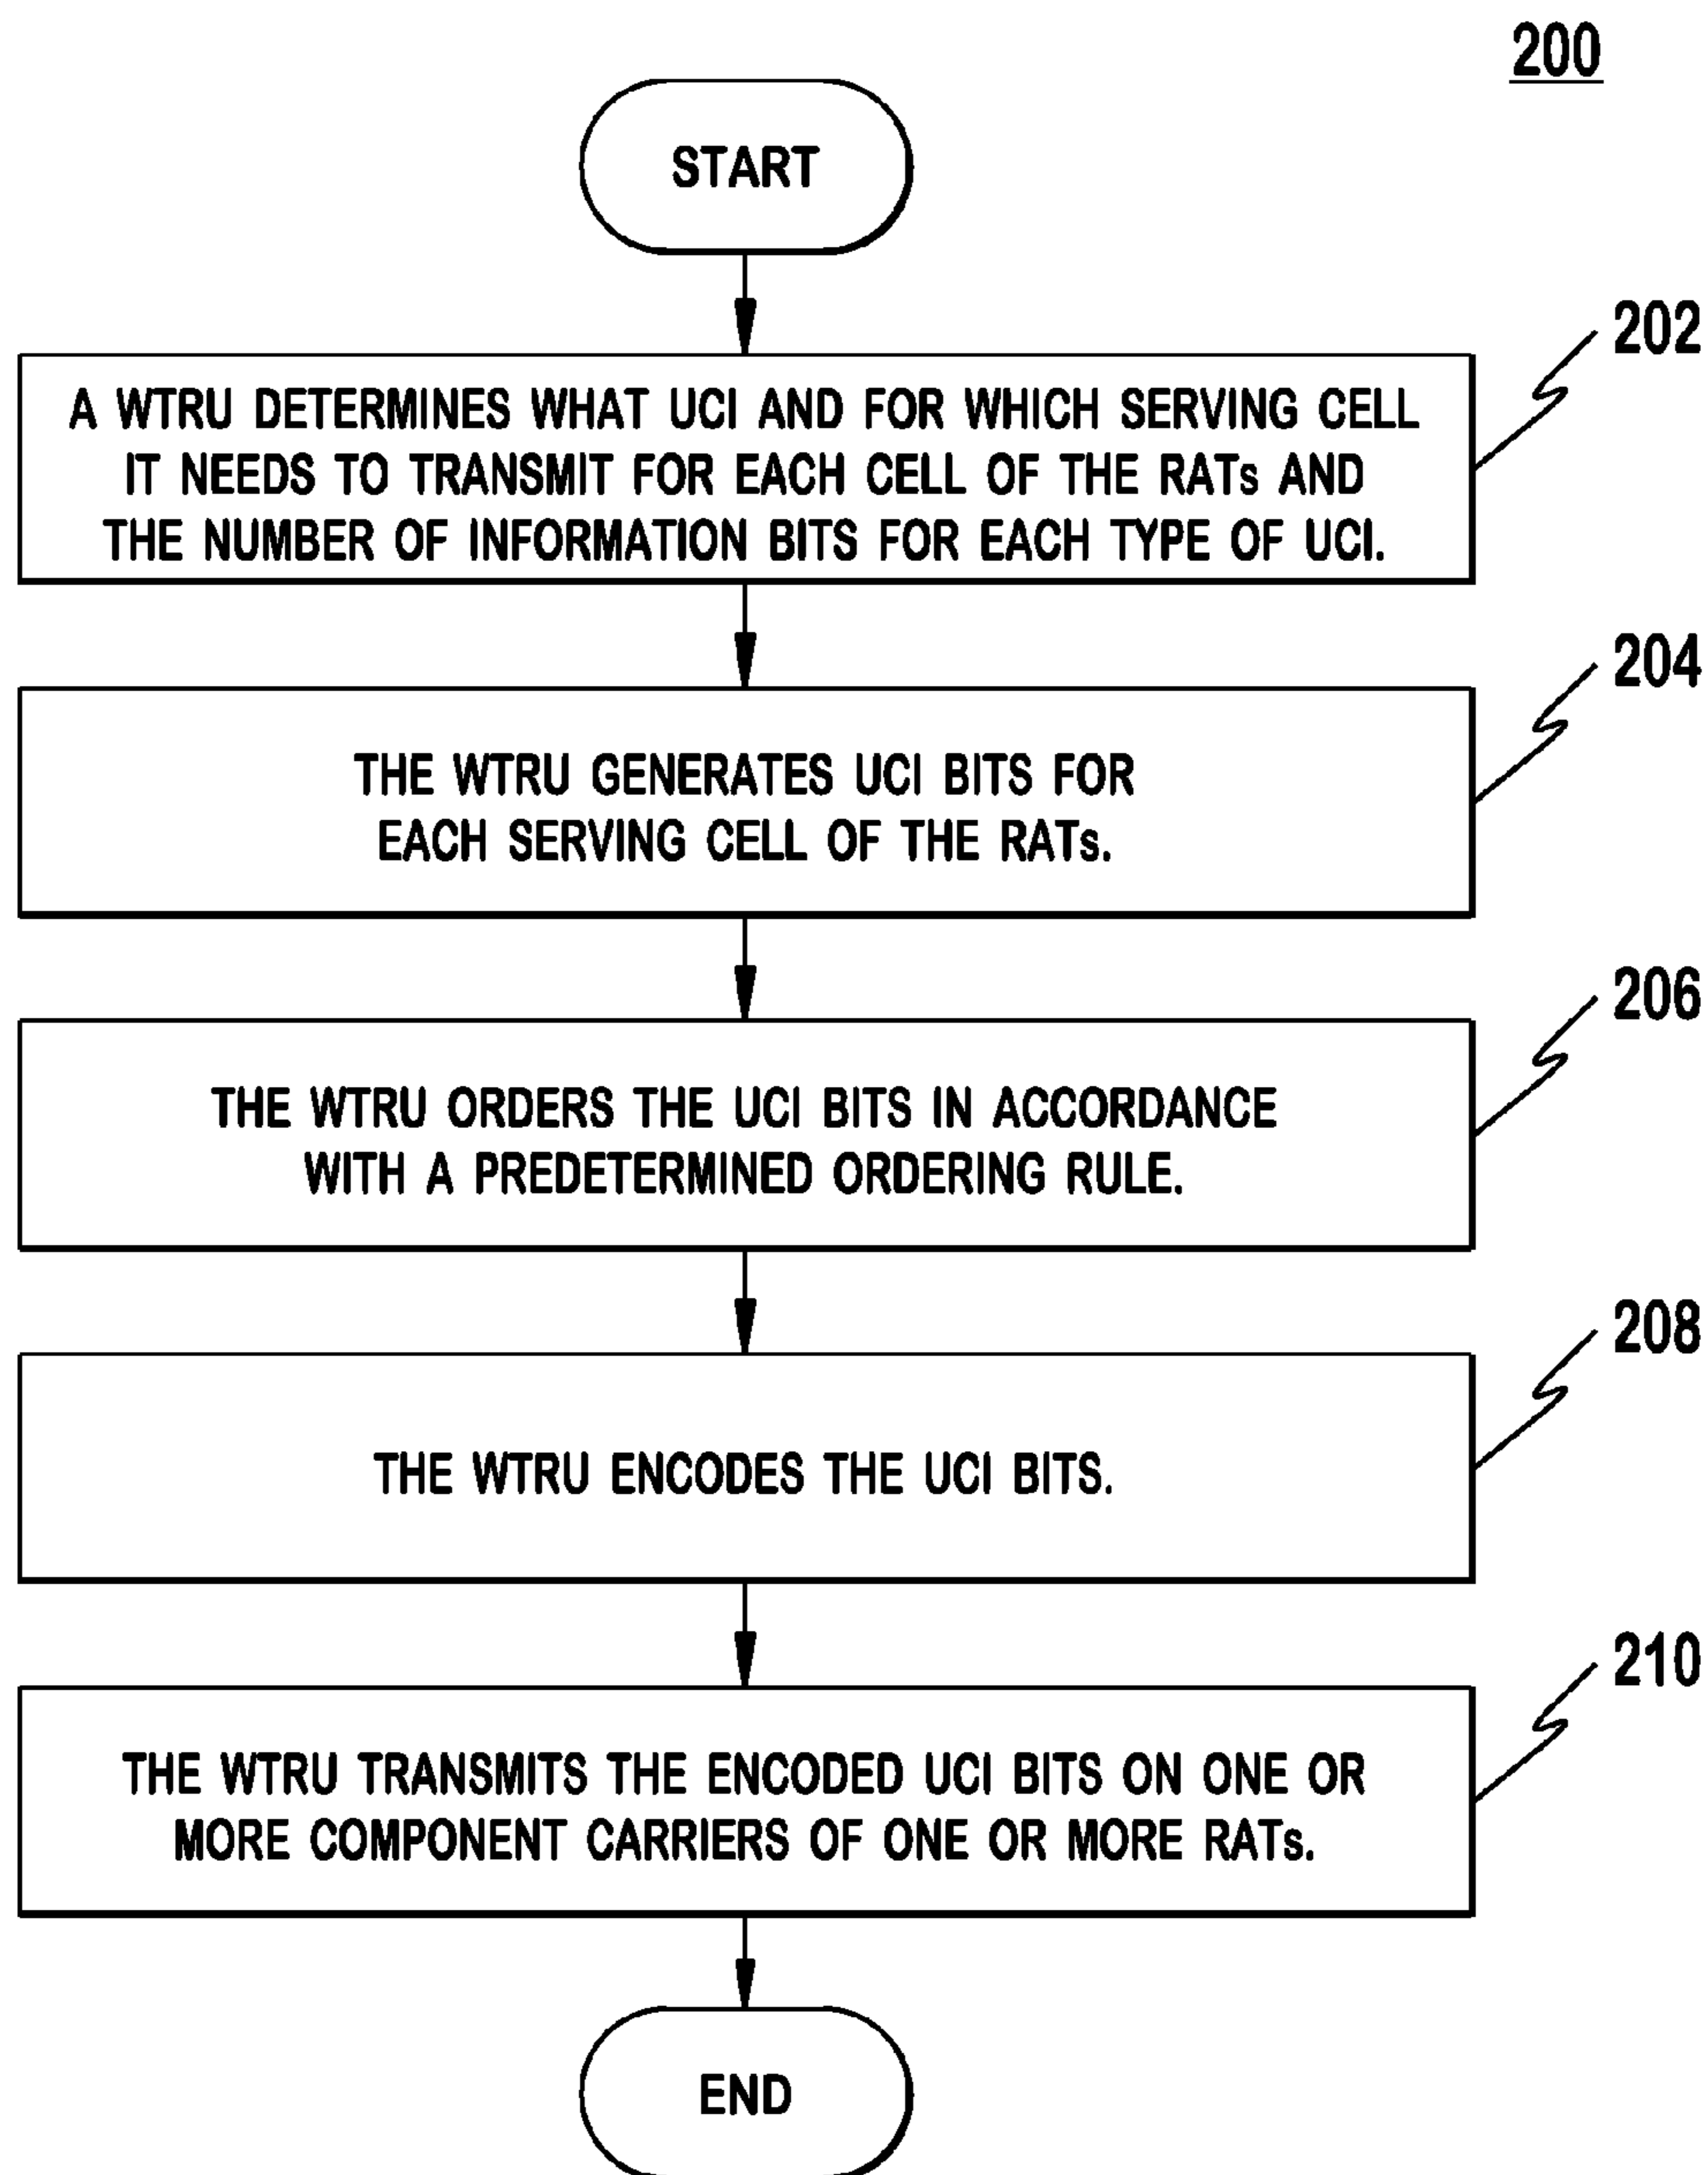 200
START
202
A WTRU DETERMINES WHAT UCI AND FOR WHICH SERVING CELL
IT NEEDS TO TRANSMIT FOR EACH CELL OF THE RATs AND
THE NUMBER OF INFORMATION BITS FOR EACH TYPE OF UCI.
204
THE WTRU GENERATES UCI BITS FOR
EACH SERVING CELL OF THE RATs.
206
THE WTRU ORDERS THE UCI BITS IN ACCORDANCE
WITH A PREDETERMINED ORDERING RULE.
208
THE WTRU ENCODES THE UCI BITS.
210
THE WTRU TRANSMITS THE ENCODED UCI BITS ON ONE OR
MORE COMPONENT CARRIERS OF ONE OR MORE RATs.
END